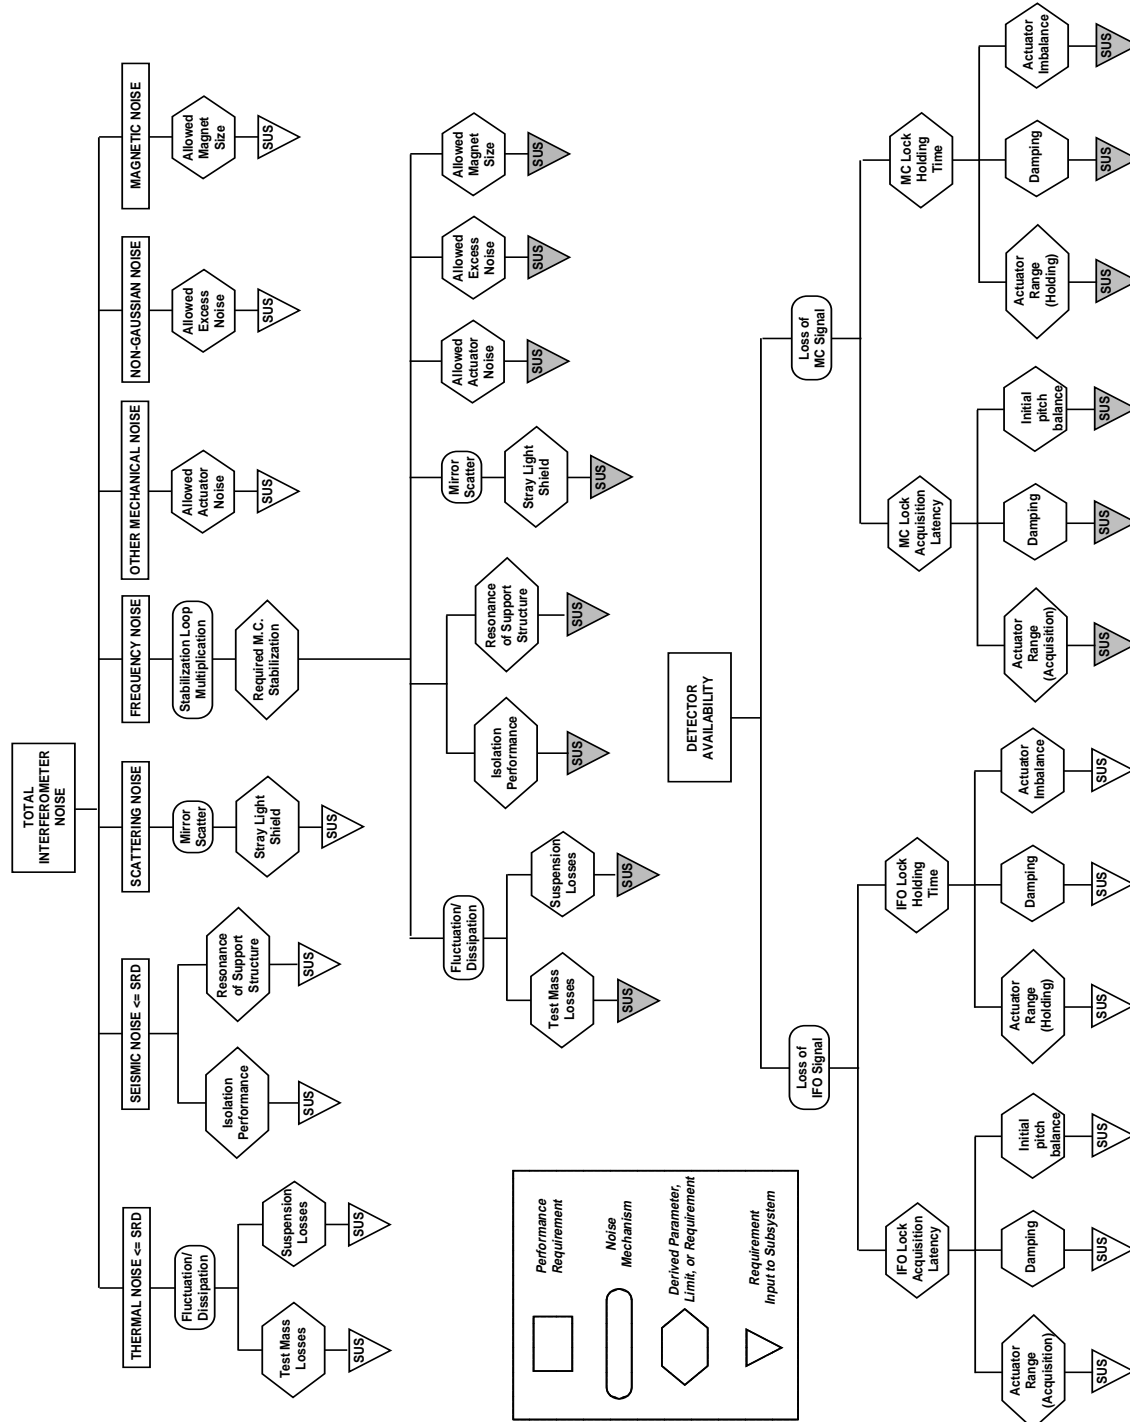 TOTAL
INTERFEROMETER
NOISE
THERMAL NOISE <= SRD
SEISMIC NOISE <= SRD
SCATTERING NOISE
FREQUENCY NOISE
OTHER MECHANICAL NOISE
NON-GAUSSIAN NOISE
MAGNETIC NOISE
Fluctuation/
Dissipation
Test Mass
Losses
SUS
Suspension
Losses
SUS
Isolation
Performance
SUS
Resonance
of Support
Structure
SUS
Mirror
Scatter
Stray Light
Shield
SUS
Stabilization Loop
Multiplication
Required M.C.
Stabilization
Allowed
Actuator
Noise
SUS
Allowed
Excess
Noise
SUS
Allowed
Magnet
Size
SUS
Fluctuation/
Dissipation
Test Mass
Losses
SUS
Suspension
Losses
SUS
Isolation
Performance
SUS
Resonance
of Support
Structure
SUS
Mirror
Scatter
Stray Light
Shield
SUS
Allowed
Actuator
Noise
SUS
Allowed
Excess
Noise
SUS
Allowed
Magnet
Size
SUS
Performance
Requirement
Noise
Mechanism
Derived Parameter,
Limit, or Requirement
Requirement
Input to Subsystem
DETECTOR
AVAILABILITY
Loss of
IFO Signal
IFO Lock
Acquisition
Latency
Actuator
Range
(Acquisition)
SUS
Damping
SUS
Initial
pitch
balance
SUS
IFO Lock
Holding
Time
Actuator
Range
(Holding)
SUS
Damping
SUS
Actuator
Imbalance
SUS
Loss of
MC Signal
MC Lock
Acquisition
Latency
Actuator
Range
(Acquisition)
SUS
Damping
SUS
Initial
pitch
balance
SUS
MC Lock
Holding
Time
Actuator
Range
(Holding)
SUS
Damping
SUS
Actuator
Imbalance
SUS